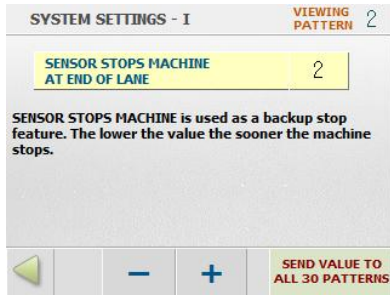 SYSTEM SETTINGS - I
VIEWING
PATTERN 2
SENSOR STOPS MACHINE
AT END OF LANE
2
SENSOR STOPS MACHINE is used as a backup stop
feature. The lower the value the sooner the machine
stops.
− +
SEND VALUE TO
ALL 30 PATTERNS